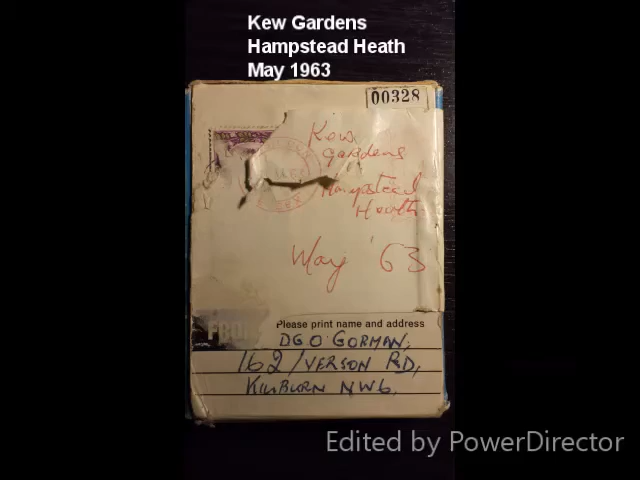 Kew Gardens
Hampstead Heath
May 1963
00328
Kew
gardens
Hampstead
Heath
May '63
FROM
Please print name and address
D G O'GORMAN,
162 IVERSON RD,
KILBURN NW6.
Edited by PowerDirector